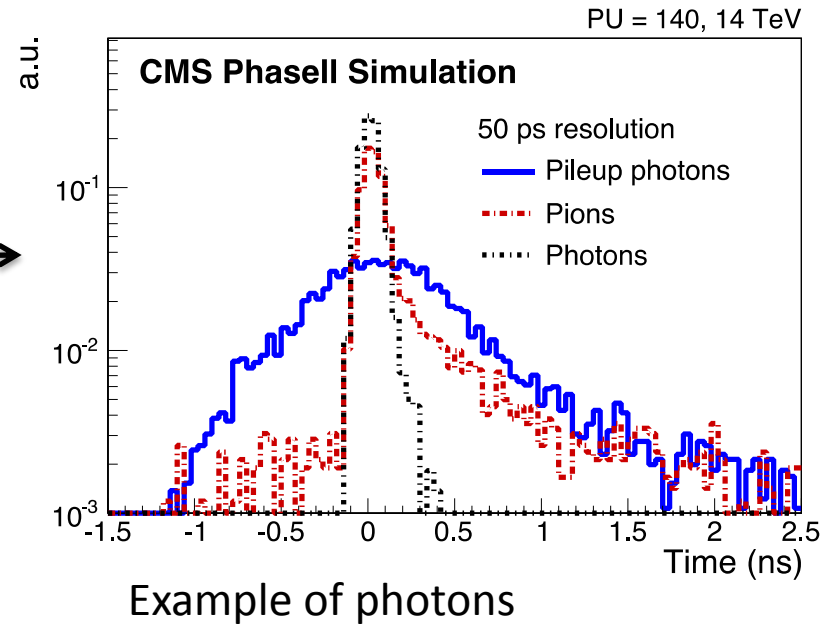 PU = 140, 14 TeV
a.u.
CMS PhaseII Simulation
50 ps resolution
Pileup photons
Pions
Photons
10-1
10-2
10-3
-1.5 -1 -0.5 0 0.5 1 1.5 2 2.5
Time (ns)
Example of photons